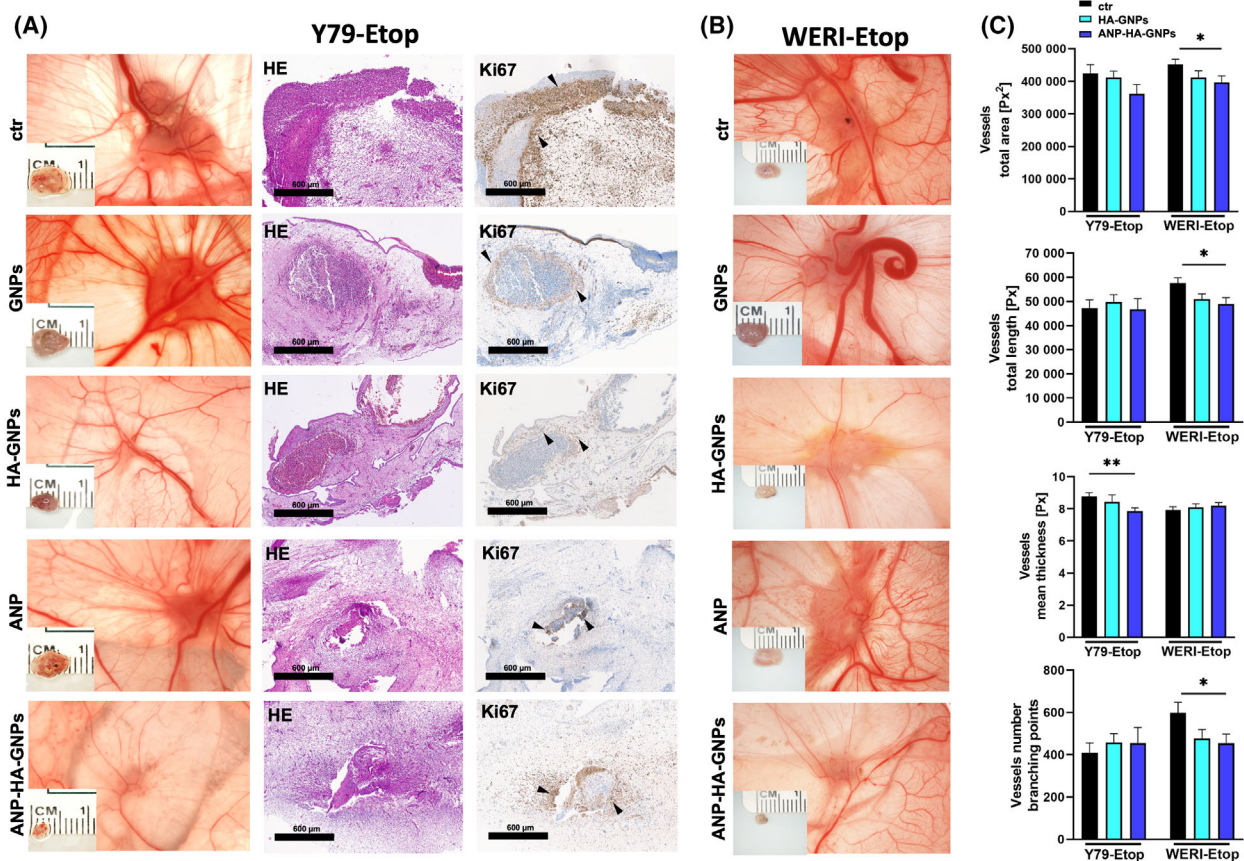 (A)
Y79-Etop
ctr
CM 1
HE
600 µm
Ki67
600 µm
GNPs
CM 1
HE
600 µm
Ki67
600 µm
HA-GNPs
CM 1
HE
600 µm
Ki67
600 µm
ANP
CM 1
HE
600 µm
Ki67
600 µm
ANP-HA-GNPs
CM 1
HE
600 µm
Ki67
600 µm
(B)
WERI-Etop
ctr
CM 1
GNPs
CM 1
HA-GNPs
CM 1
ANP
CM 1
ANP-HA-GNPs
CM 1
(C)
ctr
HA-GNPs
ANP-HA-GNPs
Vessels
total area [Px²]
500 000
400 000
300 000
200 000
100 000
0
*
Y79-Etop WERI-Etop
Vessels
total length [Px]
70 000
60 000
50 000
40 000
30 000
20 000
10 000
0
*
Y79-Etop WERI-Etop
Vessels
mean thickness [Px]
10
8
6
4
2
0
**
Y79-Etop WERI-Etop
Vessels number
branching points
800
600
400
200
0
*
Y79-Etop WERI-Etop